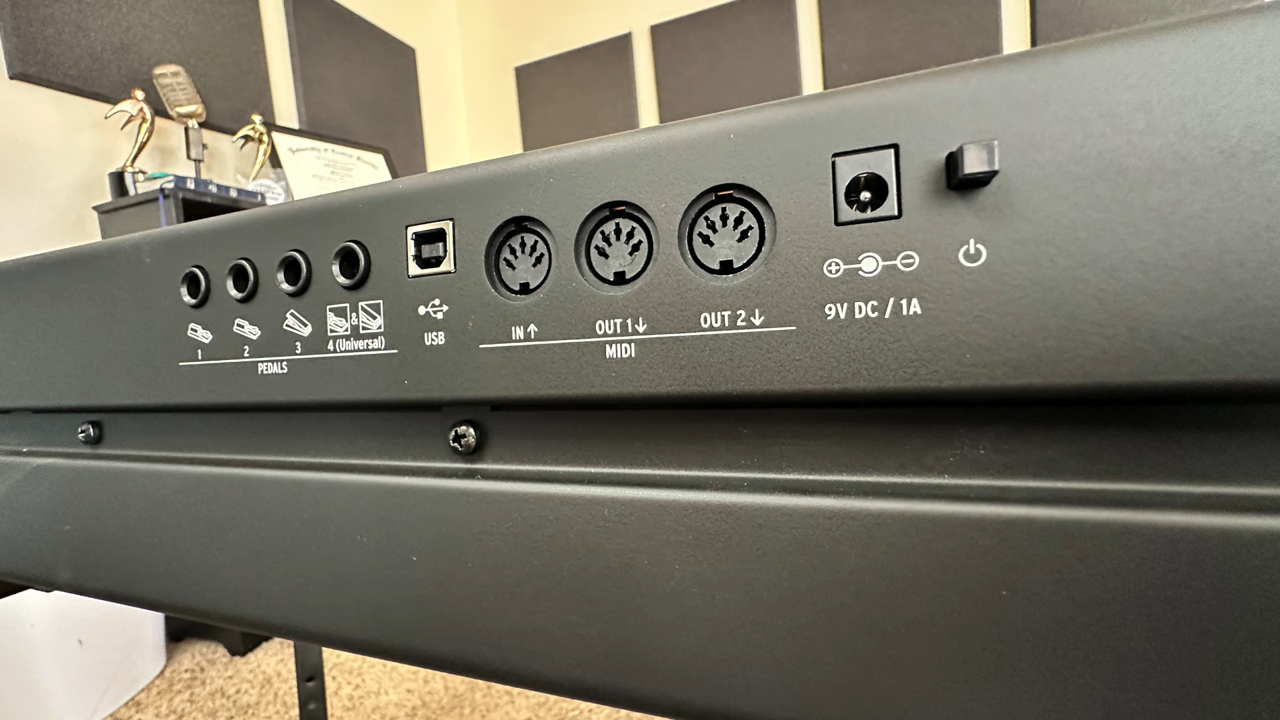 1
2
3
&
4 (Universal)
PEDALS
USB
IN ↑
OUT 1 ↓
OUT 2 ↓
MIDI
9V DC / 1A